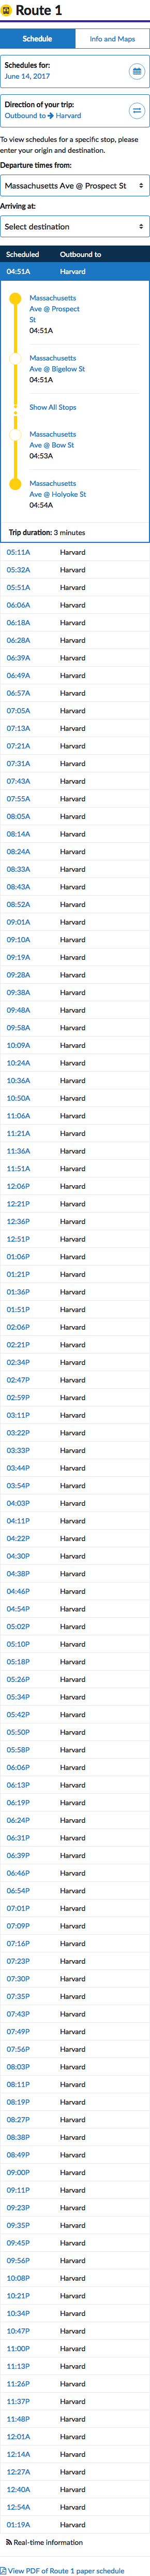 Route 1
Schedule Info and Maps
Schedules for:
June 14, 2017
Direction of your trip:
Outbound to → Harvard
To view schedules for a specific stop, please
enter your origin and destination.
Departure times from:
Massachusetts Ave @ Prospect St
Arriving at:
Select destination
Scheduled Outbound to
04:51A Harvard
Massachusetts
Ave @ Prospect
St
04:51A
Massachusetts
Ave @ Bigelow St
04:51A
Show All Stops
Massachusetts
Ave @ Bow St
04:53A
Massachusetts
Ave @ Holyoke St
04:54A
Trip duration: 3 minutes
05:11A Harvard
05:32A Harvard
05:51A Harvard
06:06A Harvard
06:18A Harvard
06:28A Harvard
06:39A Harvard
06:49A Harvard
06:57A Harvard
07:05A Harvard
07:13A Harvard
07:21A Harvard
07:31A Harvard
07:43A Harvard
07:55A Harvard
08:05A Harvard
08:14A Harvard
08:24A Harvard
08:33A Harvard
08:43A Harvard
08:52A Harvard
09:01A Harvard
09:10A Harvard
09:19A Harvard
09:28A Harvard
09:38A Harvard
09:48A Harvard
09:58A Harvard
10:09A Harvard
10:24A Harvard
10:36A Harvard
10:50A Harvard
11:06A Harvard
11:21A Harvard
11:36A Harvard
11:51A Harvard
12:06P Harvard
12:21P Harvard
12:36P Harvard
12:51P Harvard
01:06P Harvard
01:21P Harvard
01:36P Harvard
01:51P Harvard
02:06P Harvard
02:21P Harvard
02:34P Harvard
02:47P Harvard
02:59P Harvard
03:11P Harvard
03:22P Harvard
03:33P Harvard
03:44P Harvard
03:54P Harvard
04:03P Harvard
04:11P Harvard
04:22P Harvard
04:30P Harvard
04:38P Harvard
04:46P Harvard
04:54P Harvard
05:02P Harvard
05:10P Harvard
05:18P Harvard
05:26P Harvard
05:34P Harvard
05:42P Harvard
05:50P Harvard
05:58P Harvard
06:06P Harvard
06:13P Harvard
06:19P Harvard
06:24P Harvard
06:31P Harvard
06:39P Harvard
06:46P Harvard
06:54P Harvard
07:01P Harvard
07:09P Harvard
07:16P Harvard
07:23P Harvard
07:30P Harvard
07:35P Harvard
07:43P Harvard
07:49P Harvard
07:56P Harvard
08:03P Harvard
08:11P Harvard
08:19P Harvard
08:27P Harvard
08:38P Harvard
08:49P Harvard
09:00P Harvard
09:11P Harvard
09:23P Harvard
09:35P Harvard
09:45P Harvard
09:56P Harvard
10:08P Harvard
10:21P Harvard
10:34P Harvard
10:47P Harvard
11:00P Harvard
11:13P Harvard
11:26P Harvard
11:37P Harvard
11:48P Harvard
12:01A Harvard
12:14A Harvard
12:27A Harvard
12:40A Harvard
12:54A Harvard
01:19A Harvard
Real-time information
View PDF of Route 1 paper schedule